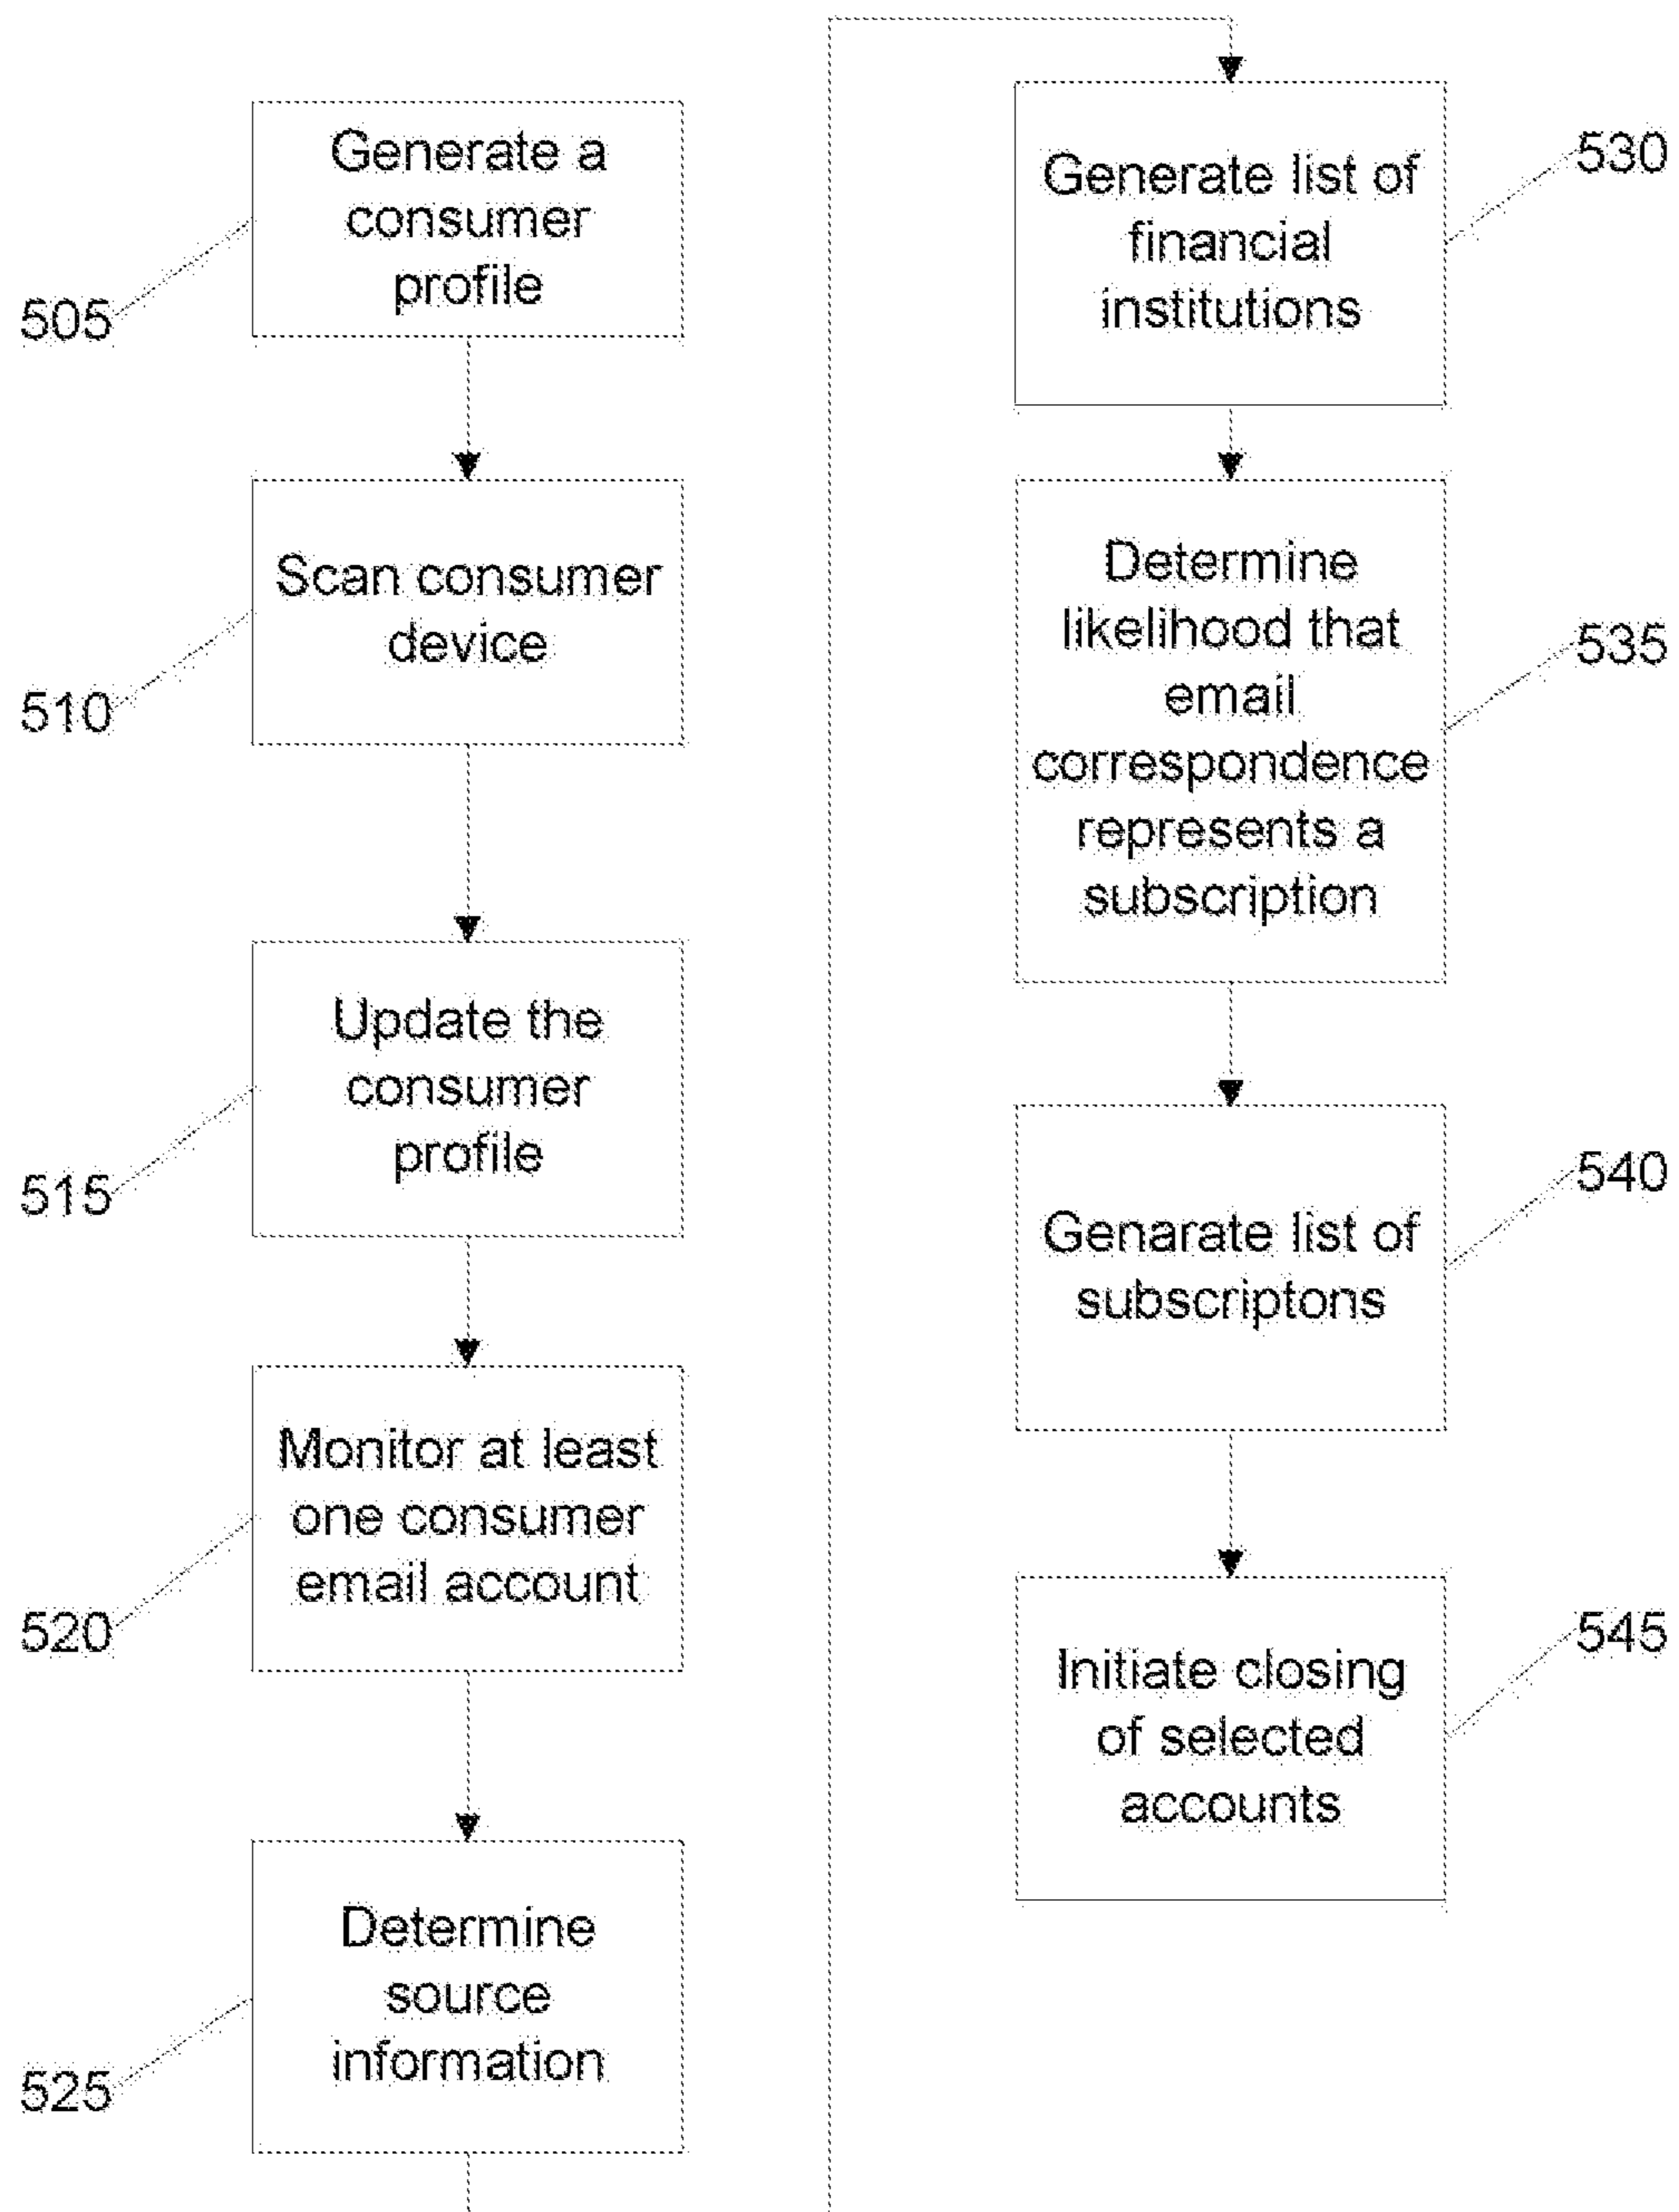 Generate a
consumer
profile
505
Scan consumer
device
510
Update the
consumer
profile
515
Monitor at least
one consumer
email account
520
Determine
source
information
525
Generate list of
financial
institutions
530
Determine
likelihood that
email
correspondence
represents a
subscription
535
Genarate list of
subscriptons
540
Initiate closing
of selected
accounts
545